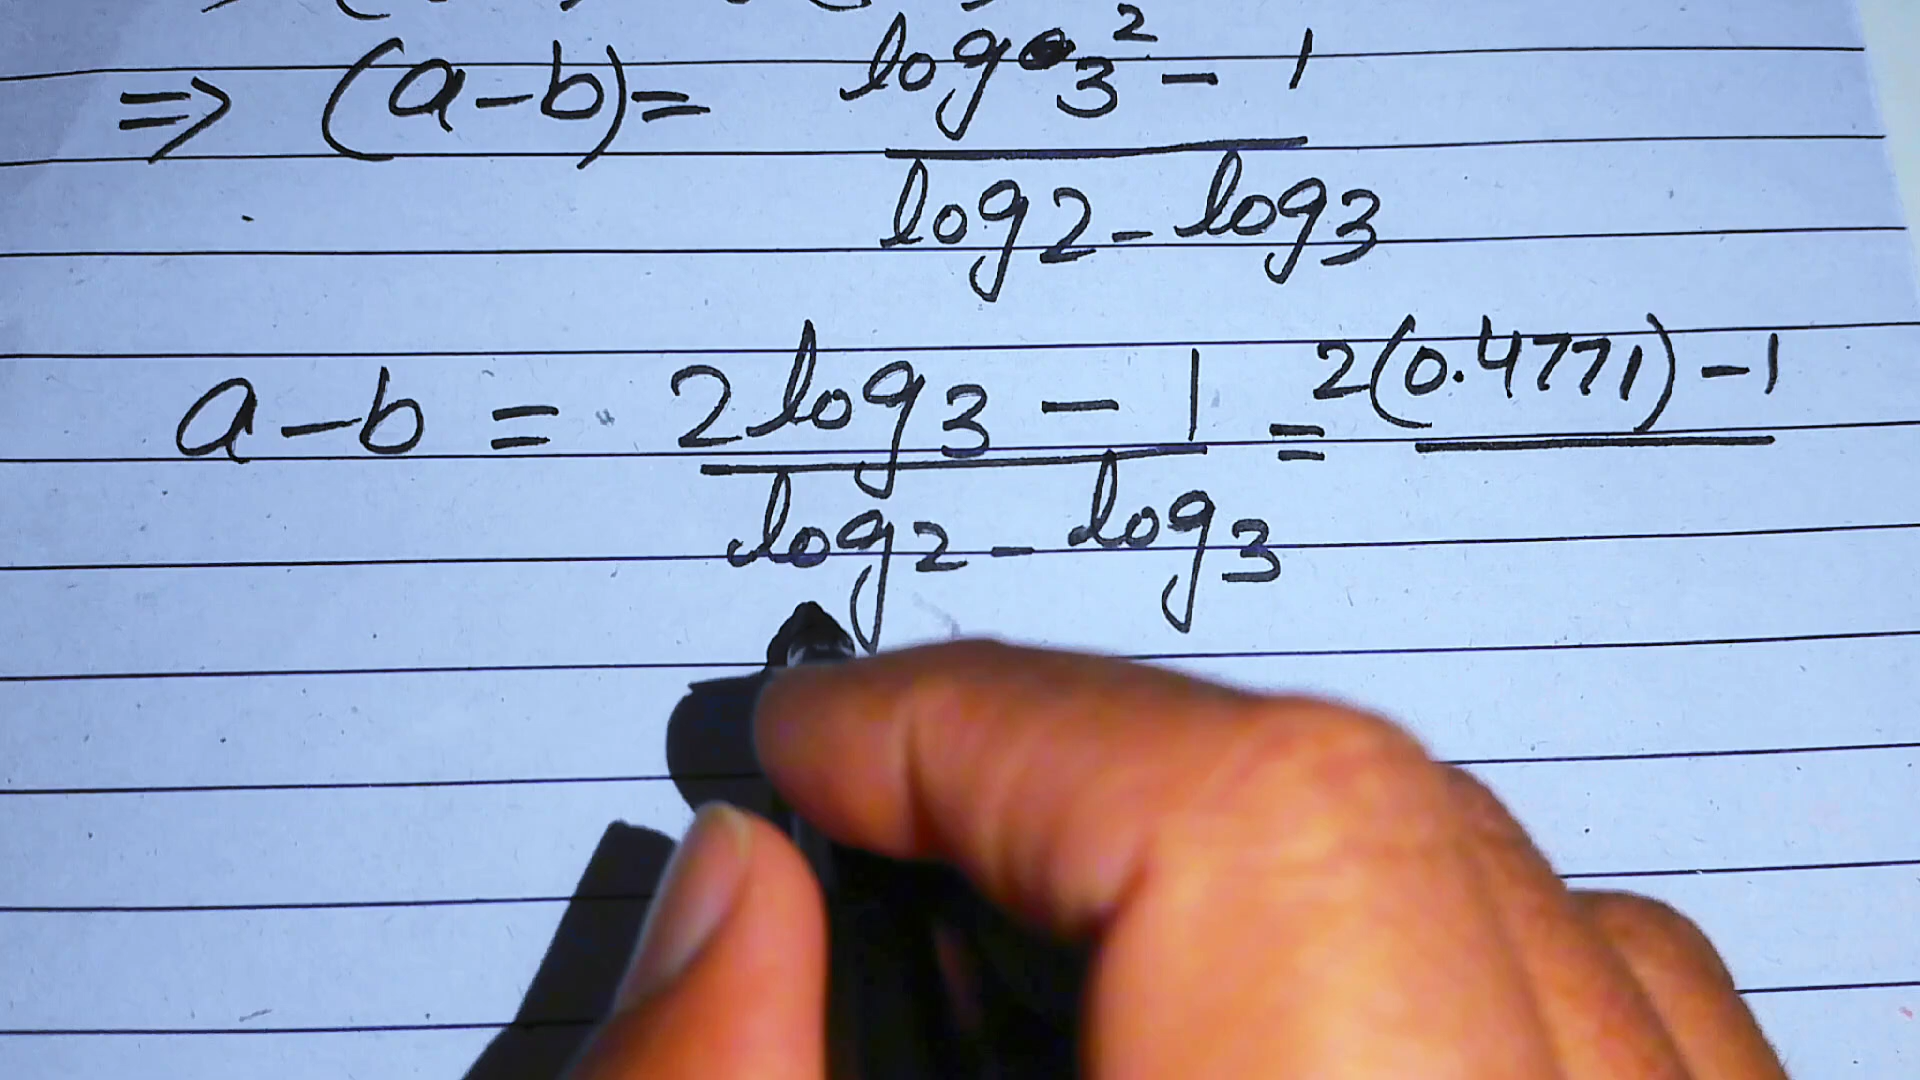 ⇒ (a-b)= log3² - 1
log2 - log3
a-b = 2log3 - 1 = 2(0.4771)-1
log2 - log3